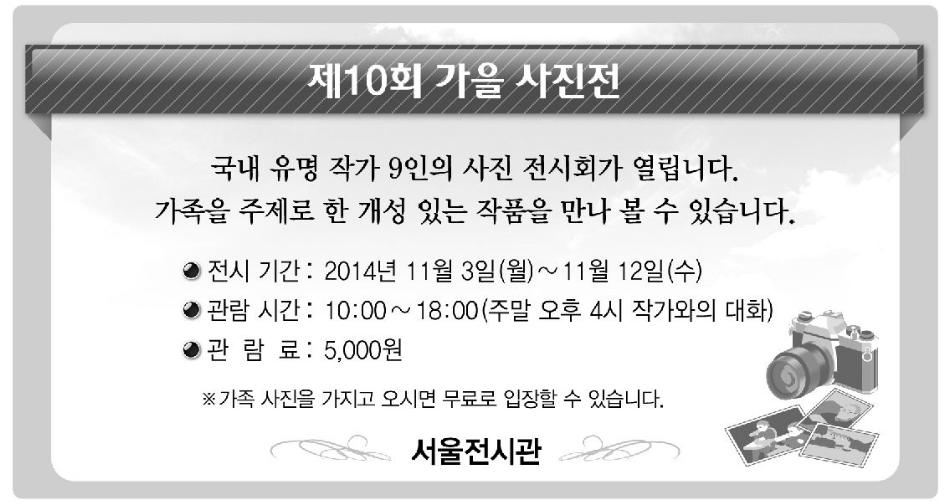 제10회 가을 사진전
국내 유명 작가 9인의 사진 전시회가 열립니다.
가족을 주제로 한 개성 있는 작품을 만나 볼 수 있습니다.
전시 기간 : 2014년 11월 3일(월)~11월 12일(수)
관람 시간 : 10:00~18:00(주말 오후 4시 작가와의 대화)
관 람 료 : 5,000원
※가족 사진을 가지고 오시면 무료로 입장할 수 있습니다.
서울전시관